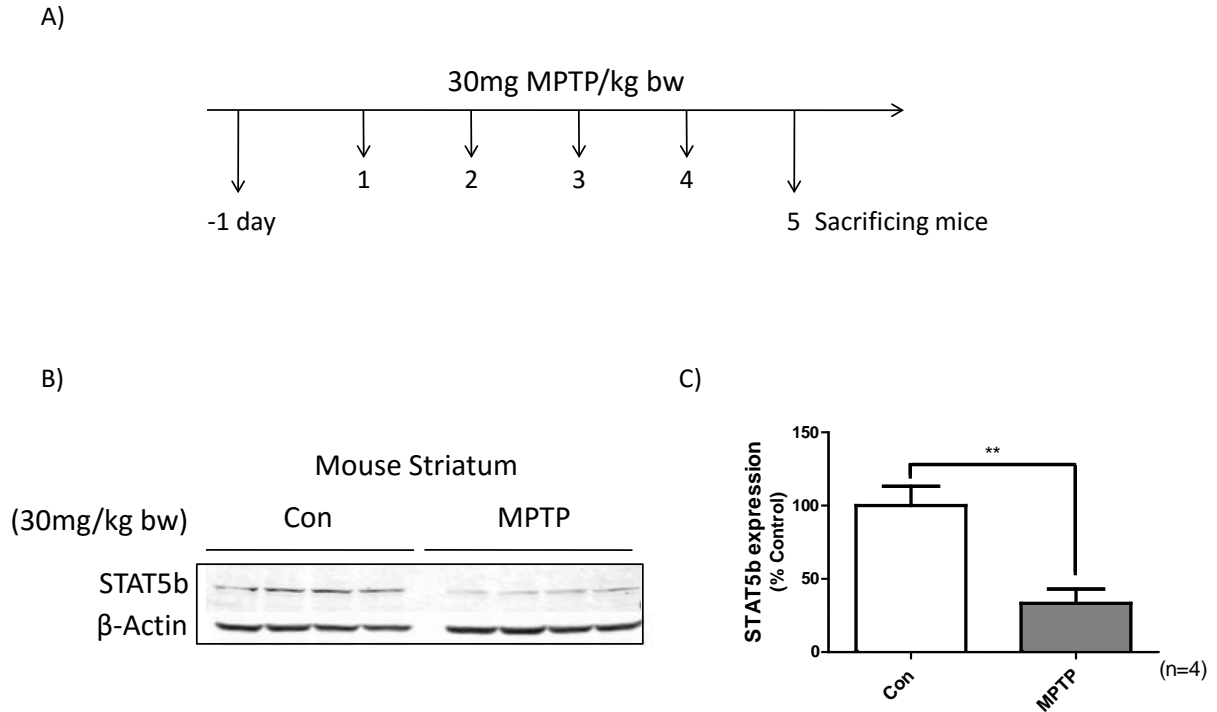 A)
30mg MPTP/kg bw
1 2 3 4
-1 day 5 Sacrificing mice
B)
Mouse Striatum
(30mg/kg bw) Con MPTP
STAT5b
β-Actin
C)
STAT5b expression
(% Control)
150
100
50
0
**
Con MPTP
(n=4)